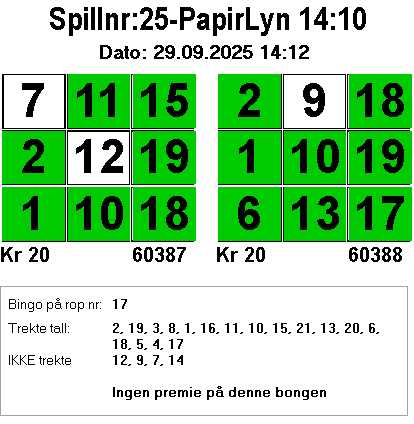 Spillnr:25-PapirLyn 14:10
Dato: 29.09.2025 14:12
7 11 15 2 9 18
2 12 19 1 10 19
1 10 18 6 13 17
Kr 20 60387 Kr 20 60388
Bingo på rop nr: 17
Trekte tall: 2, 19, 3, 8, 1, 16, 11, 10, 15, 21, 13, 20, 6,
18, 5, 4, 17
IKKE trekte 12, 9, 7, 14
Ingen premie på denne bongen